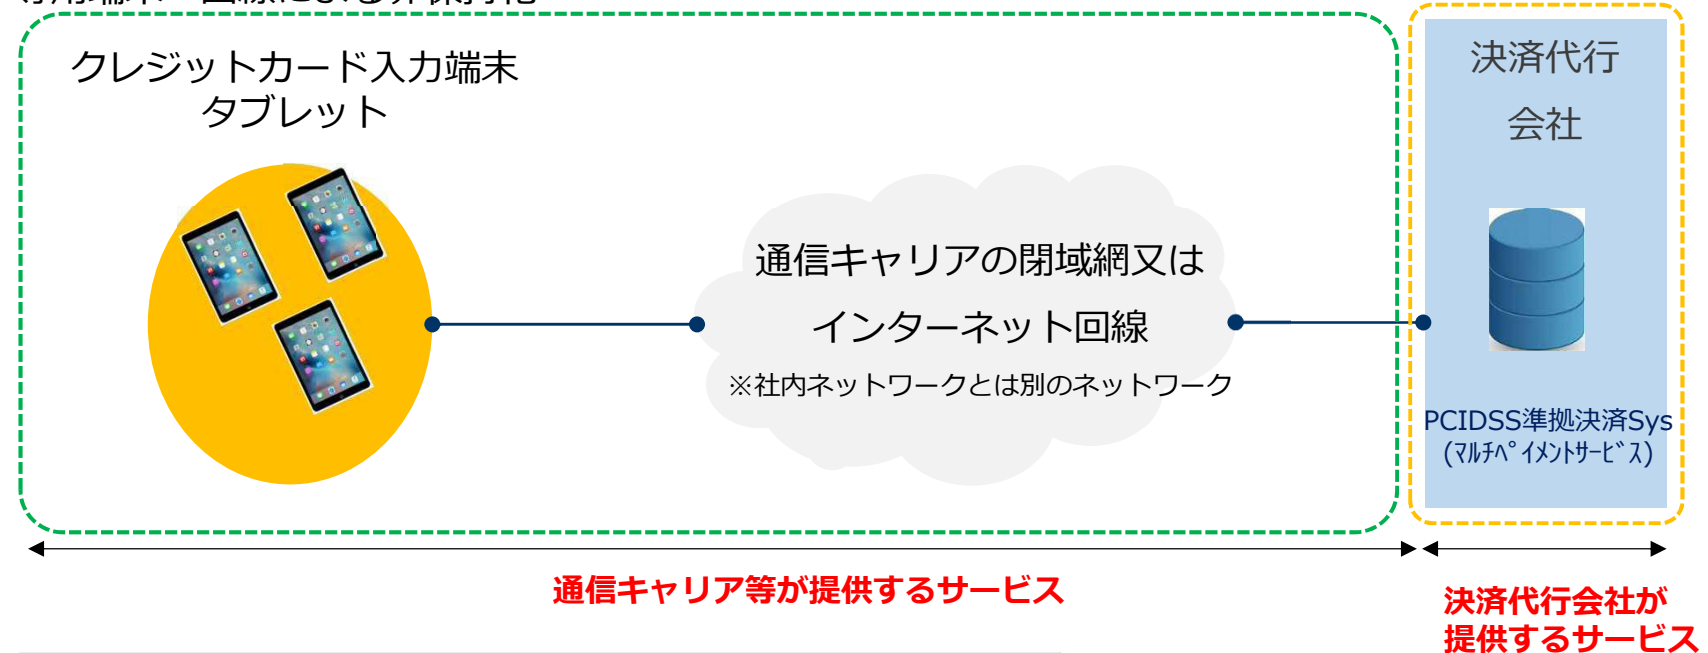 クレジットカード入力端末
タブレット
決済代行
会社
通信キャリアの閉域網又は
インターネット回線
※社内ネットワークとは別のネットワーク
PCIDSS準拠決済Sys
(ﾏﾙﾁﾍﾟｲﾒﾝﾄｻｰﾋﾞｽ)
通信キャリア等が提供するサービス
決済代行会社が
提供するサービス